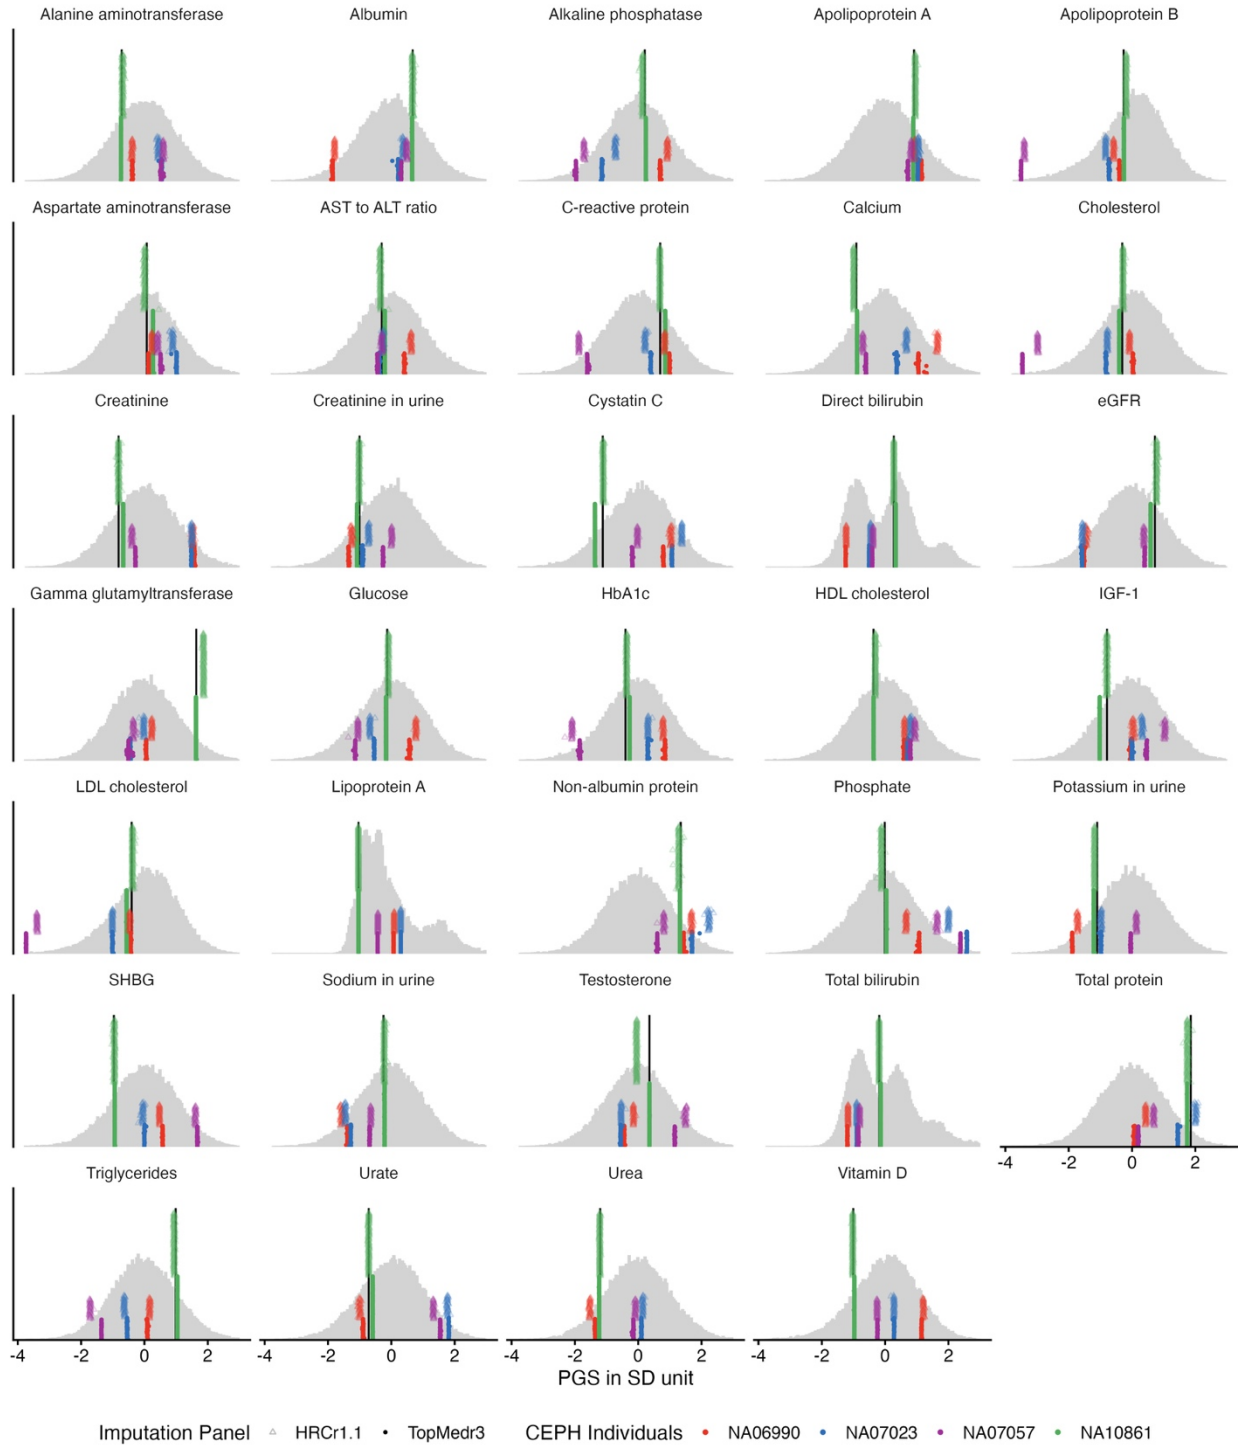 Alanine aminotransferase Albumin Alkaline phosphatase Apolipoprotein A Apolipoprotein B
Aspartate aminotransferase AST to ALT ratio C-reactive protein Calcium Cholesterol
Creatinine Creatinine in urine Cystatin C Direct bilirubin eGFR
Gamma glutamyltransferase Glucose HbA1c HDL cholesterol IGF-1
LDL cholesterol Lipoprotein A Non-albumin protein Phosphate Potassium in urine
SHBG Sodium in urine Testosterone Total bilirubin Total protein
-4 -2 0 2
Triglycerides Urate Urea Vitamin D
-4 -2 0 2 -4 -2 0 2 -4 -2 0 2 -4 -2 0 2
PGS in SD unit
Imputation Panel HRCr1.1 TopMedr3 CEPH Individuals NA06990 NA07023 NA07057 NA10861